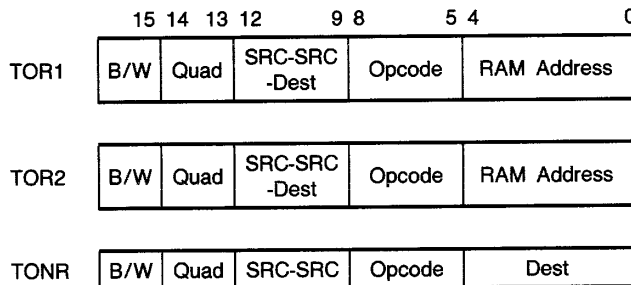 15 14 13 12 9 8 5 4 0
TOR1 B/W Quad SRC-SRC -Dest Opcode RAM Address
TOR2 B/W Quad SRC-SRC -Dest Opcode RAM Address
TONR B/W Quad SRC-SRC Opcode Dest